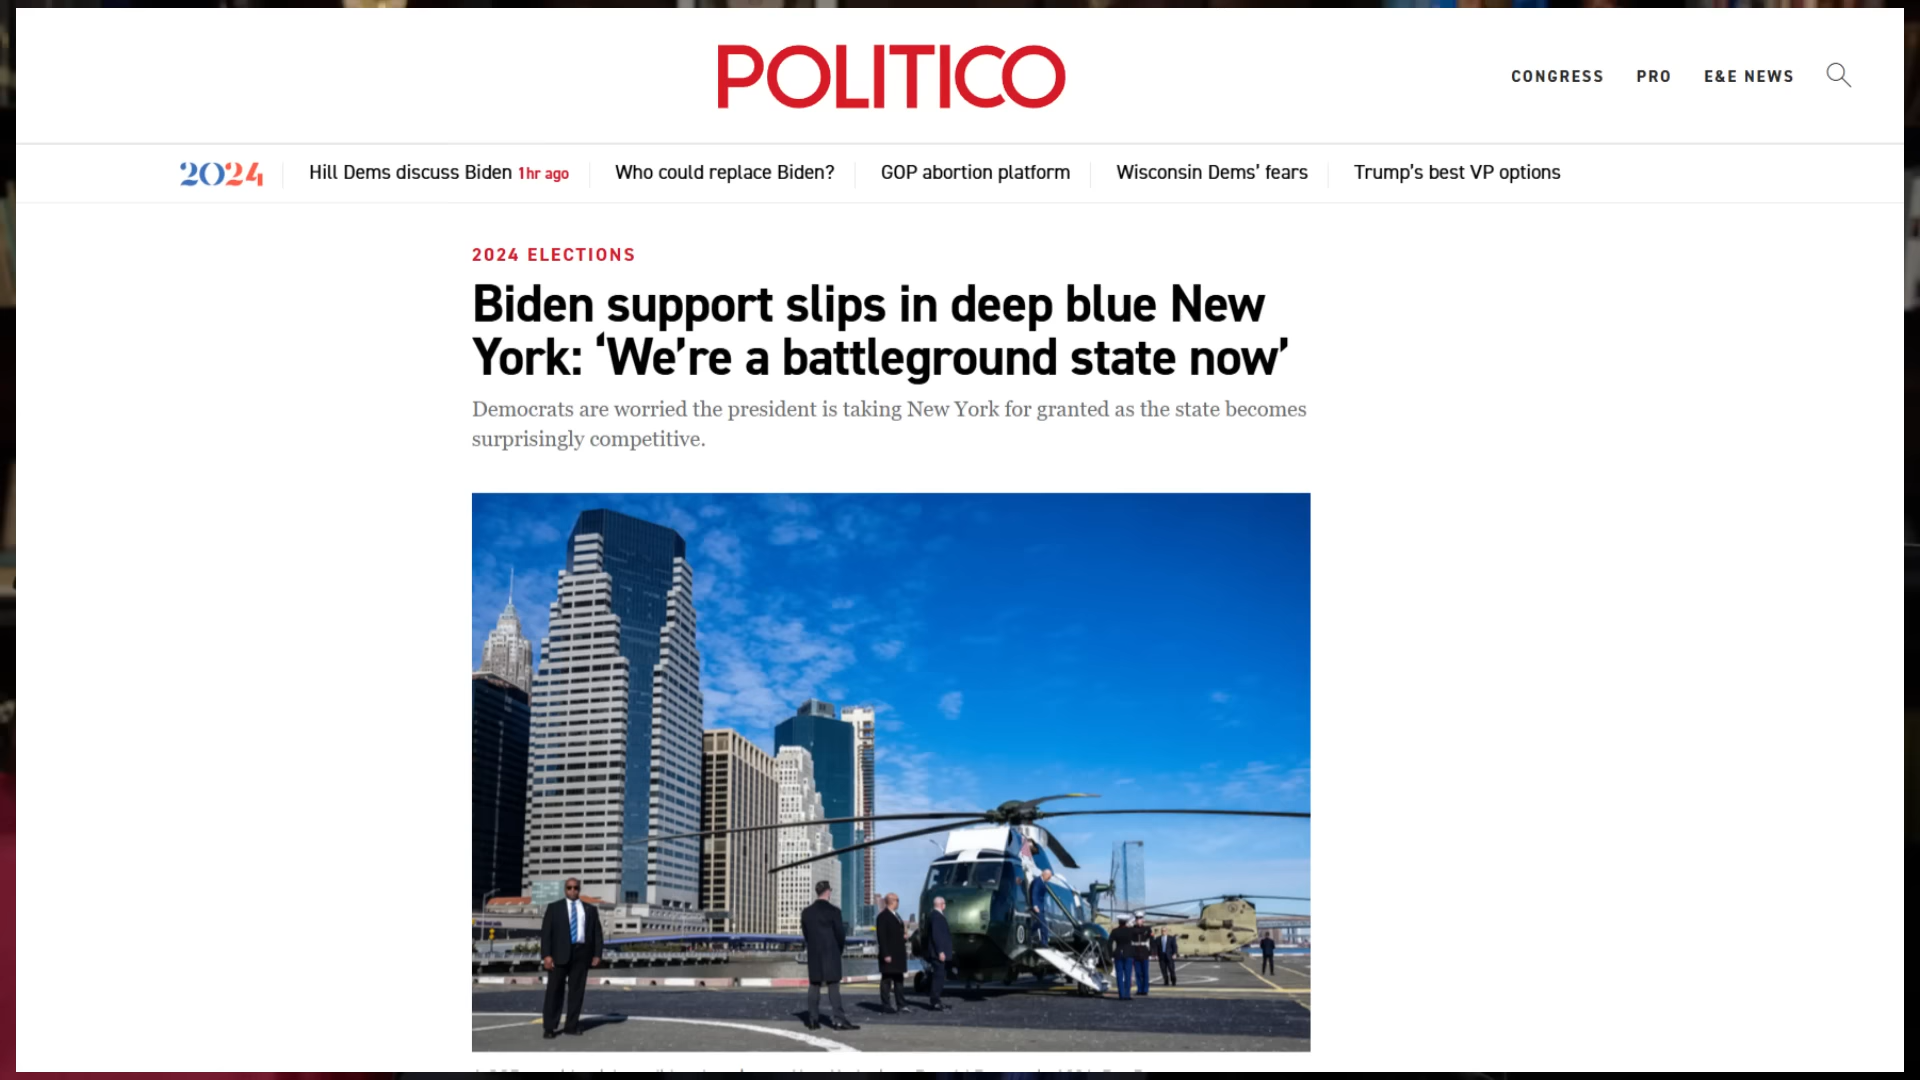 POLITICO
CONGRESS PRO E&E NEWS
2024 Hill Dems discuss Biden 1hr ago Who could replace Biden? GOP abortion platform Wisconsin Dems’ fears Trump’s best VP options
2024 ELECTIONS
Biden support slips in deep blue New
York: ‘We’re a battleground state now’
Democrats are worried the president is taking New York for granted as the state becomes
surprisingly competitive.